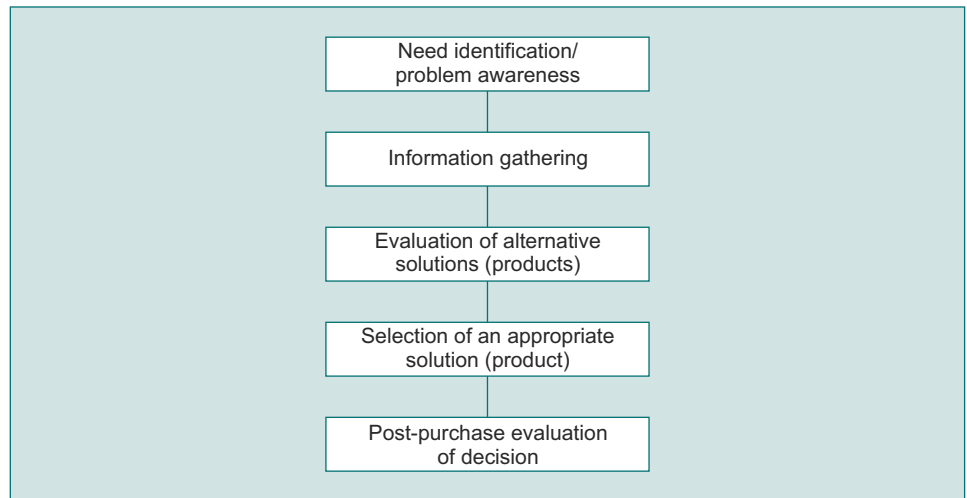 Need identification/
problem awareness
Information gathering
Evaluation of alternative
solutions (products)
Selection of an appropriate
solution (product)
Post-purchase evaluation
of decision